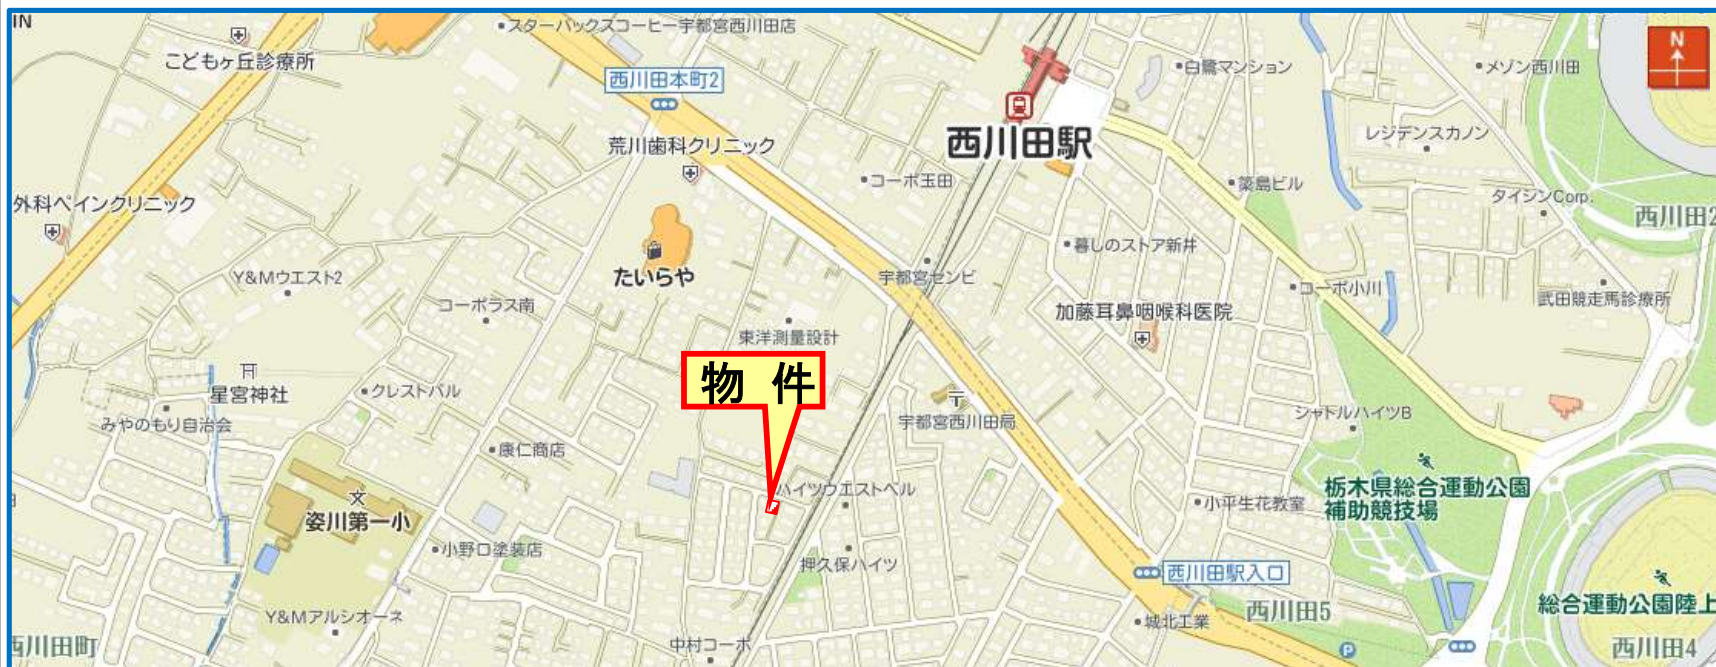 IN
スターバックスコーヒー宇都宮西川田店
N
こどもヶ丘診療所
西川田本町2
白鷺マンション
メゾン西川田
荒川歯科クリニック
西川田駅
レジデンスカノン
コーポ玉田
築島ビル
外科ペインクリニック
タイシンCorp.
西川田2
暮しのストア新井
Y&Mウエスト2
たいらや
宇都宮センビ
コーポ小川
武田競走馬診療所
コーポラス南
加藤耳鼻咽喉科医院
東洋測量設計
物 件
星宮神社
クレストバル
みやのもり自治会
宇都宮西川田局
シャドルハイツB
康仁商店
ハイツウエストベル
栃木県総合運動公園
補助競技場
小平生花教室
姿川第一小
小野口塗装店
押久保ハイツ
西川田駅入口
総合運動公園陸上
Y&Mアルシオーネ
西川田5
城北工業
西川田町
中村コーポ
P
西川田4